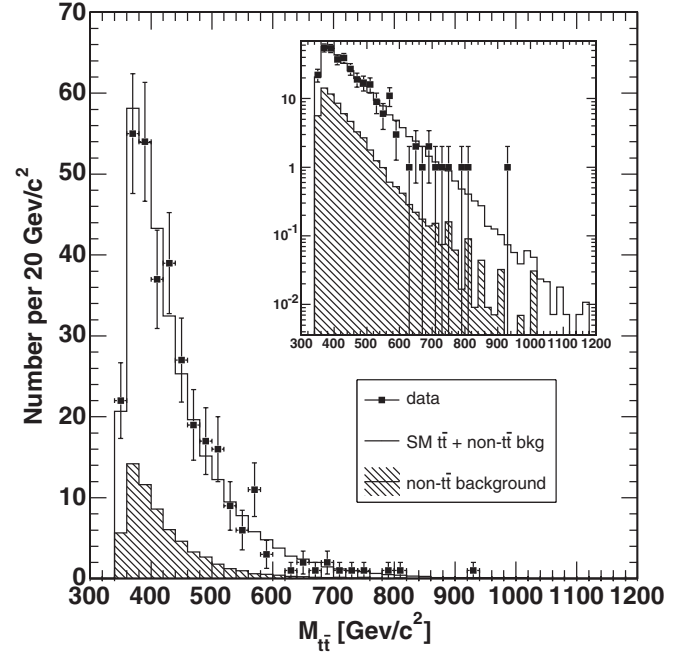 Number per 20 Gev/c²
70
60
50
40
30
20
10
0
300 400 500 600 700 800 900 1000 1100 1200
M_tt̄ [Gev/c²]
10
1
10⁻¹
10⁻²
300 400 500 600 700 800 900 1000 1100 1200
data
SM tt̄ + non-tt̄ bkg
non-tt̄ background